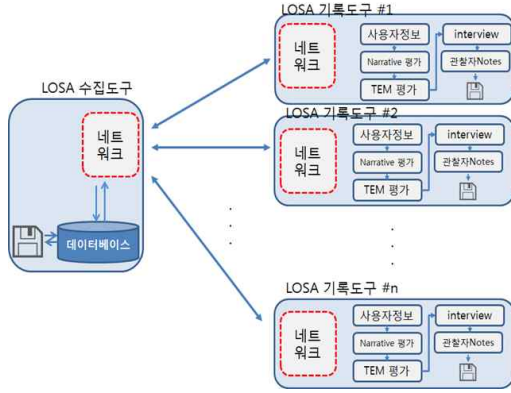 LOSA 기록도구 #1
네트
워크
사용자정보
Narrative 평가
TEM 평가
interview
관찰자Notes
LOSA 수집도구
네트
워크
데이터베이스
LOSA 기록도구 #2
네트
워크
사용자정보
Narrative 평가
TEM 평가
interview
관찰자Notes
LOSA 기록도구 #n
네트
워크
사용자정보
Narrative 평가
TEM 평가
interview
관찰자Notes